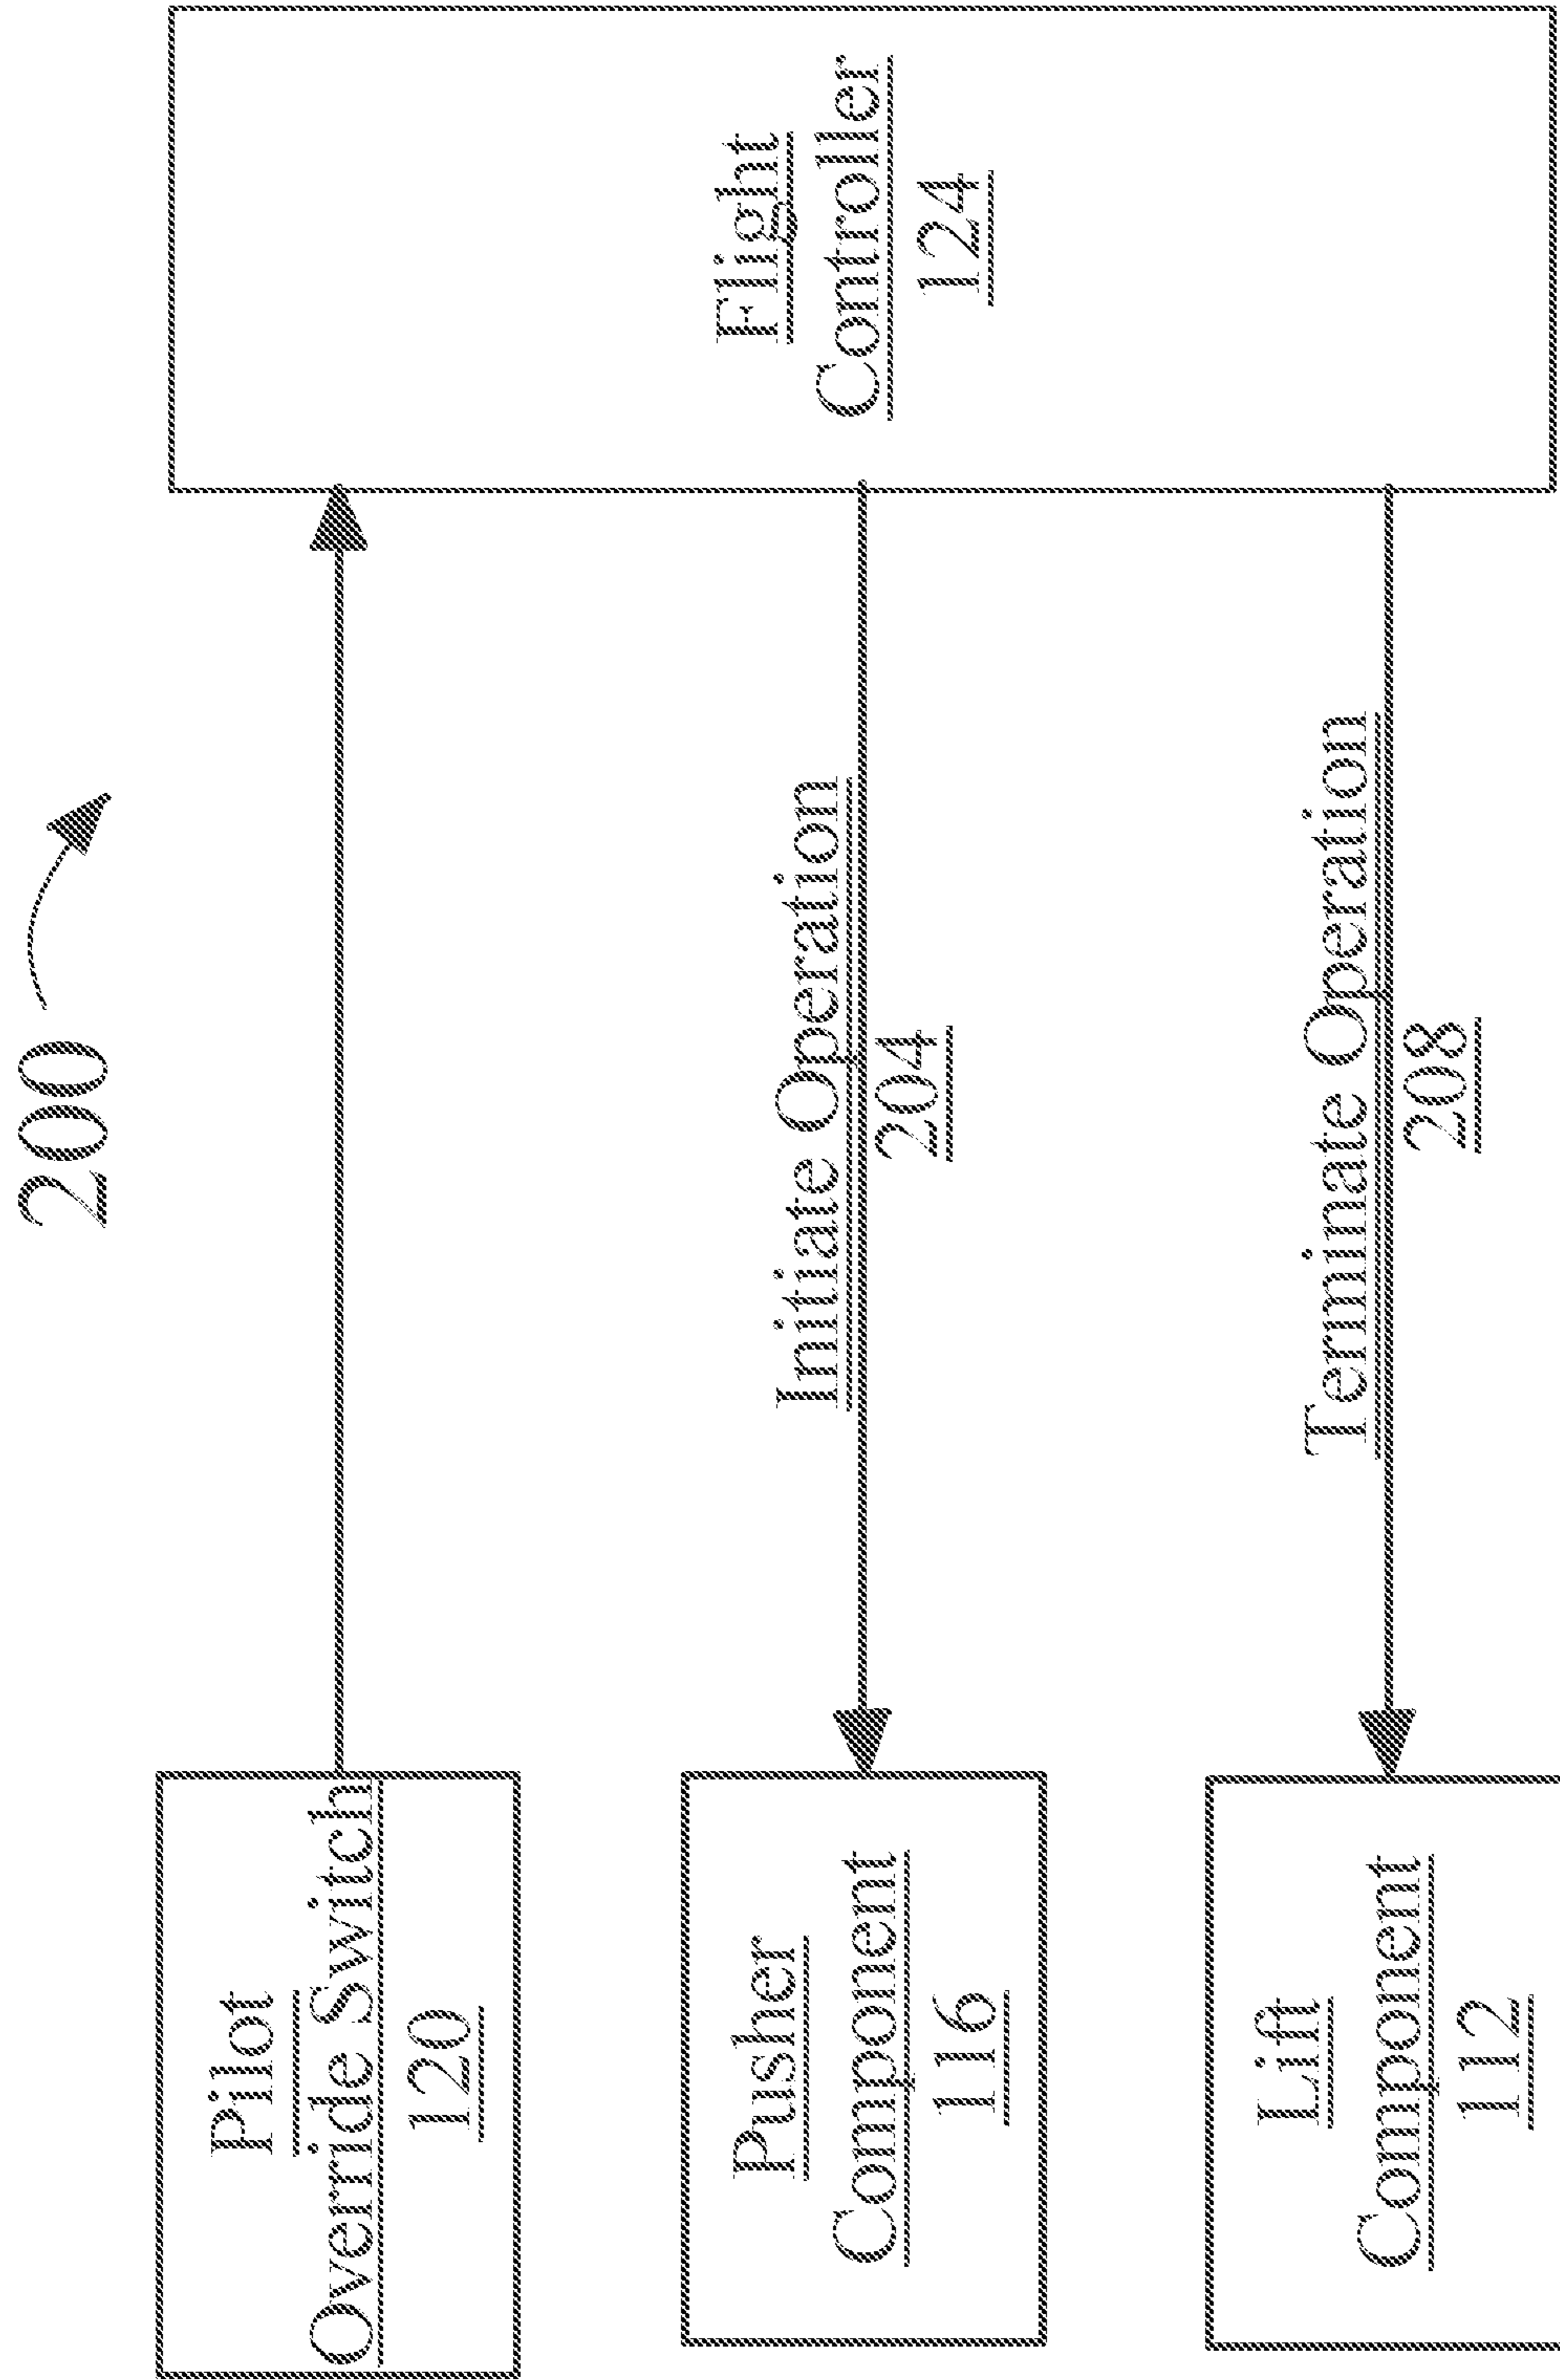 200
Pilot
Override Switch
120
Flight
Controller
124
Initiate Operation
204
Pusher
Component
116
Terminate Operation
208
Lift
Component
112